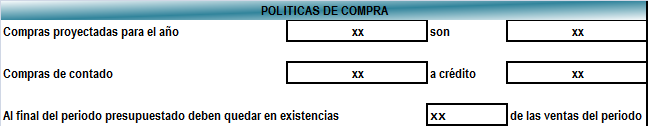 POLITICAS DE COMPRA
Compras proyectadas para el año xx son xx
Compras de contado xx a crédito xx
Al final del periodo presupuestado deben quedar en existencias xx de las ventas del periodo